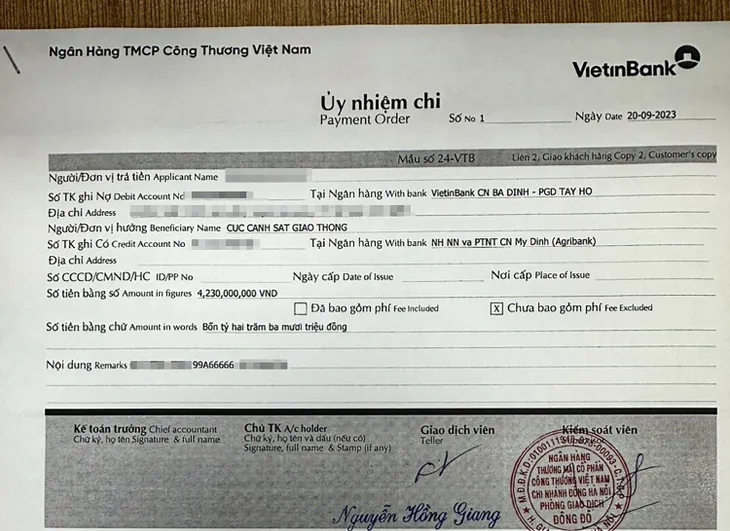 Ngân Hàng TMCP Công Thương Việt Nam
VietinBank
Ủy nhiệm chi
Payment Order Số No 1 Ngày Date 20-09-2023
Mẫu số 24-VTB Liên 2, Giao khách hàng Copy 2, Customer's copy
Người/Đơn vị trả tiền Applicant Name
Số TK ghi Nợ Debit Account No Tại Ngân hàng With bank VietinBank CN BA DINH - PGD TAY HO
Địa chỉ Address
Người/Đơn vị hưởng Beneficiary Name CUC CANH SAT GIAO THONG
Số TK ghi Có Credit Account No Tại Ngân hàng With bank NH NN va PTNT CN My Dinh (Agribank)
Địa chỉ Address
Số CCCD/CMND/HC ID/PP No Ngày cấp Date of Issue Nơi cấp Place of Issue
Số tiền bằng số Amount in figures 4,230,000,000 VND
Đã bao gồm phí Fee Included X Chưa bao gồm phí Fee Excluded
Số tiền bằng chữ Amount in words Bốn tỷ hai trăm ba mươi triệu đồng
Nội dung Remarks 99A66666
Kế toán trưởng Chief accountant Chủ TK A/c holder Giao dịch viên Kiểm soát viên
Chữ ký, họ tên Signature & full name Chữ ký, họ tên và dấu (nếu có) Teller
Signature, full name & Stamp (if any)
NGÂN HÀNG
THƯƠNG MẠI CỔ PHẦN
CÔNG THƯƠNG VIỆT NAM
CHI NHÁNH ĐÔNG HÀ NỘI
PHÒNG GIAO DỊCH
ĐÔNG ĐÔ
Nguyễn Hồng Giang